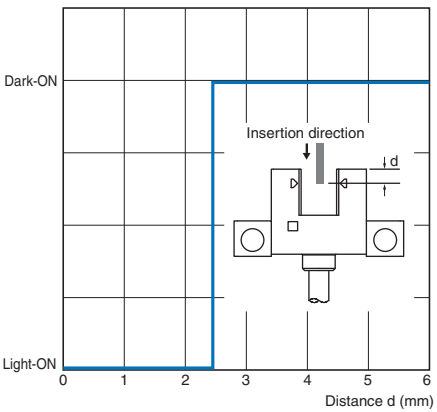 Dark-ON
Insertion direction
d
Light-ON
0 1 2 3 4 5 6
Distance d (mm)